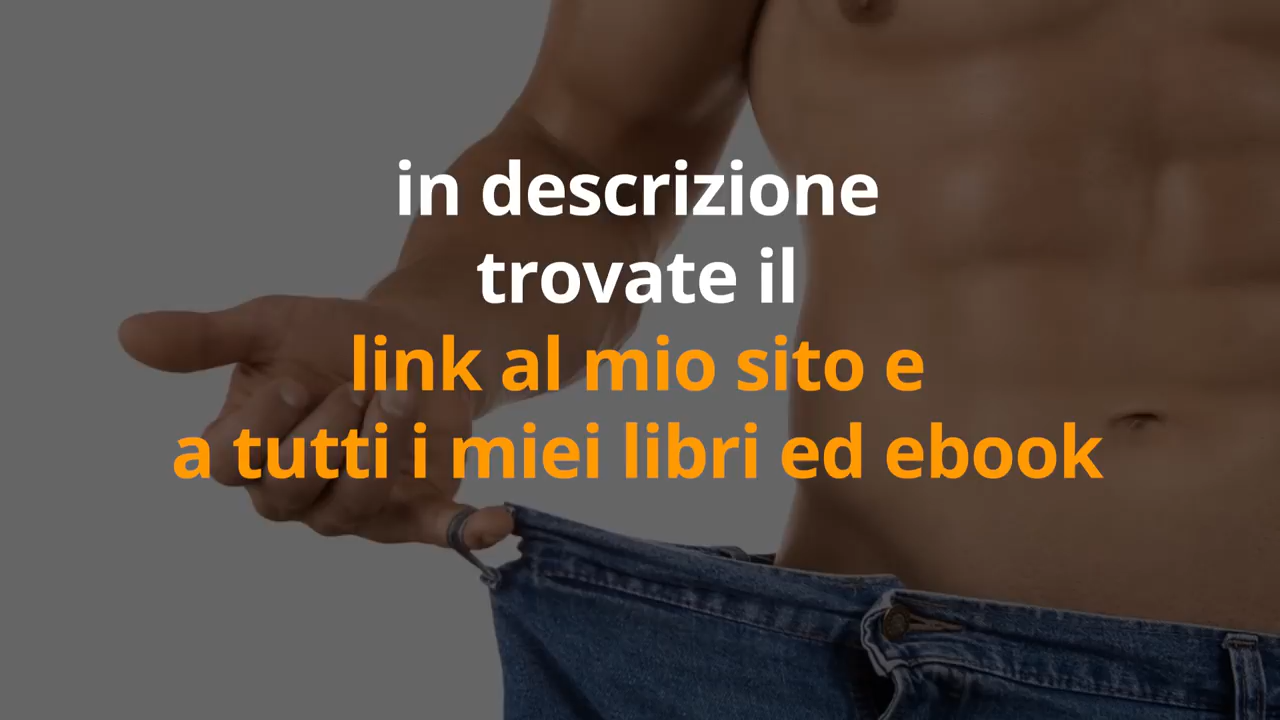 in descrizione
trovate il
link al mio sito e
a tutti i miei libri ed ebook